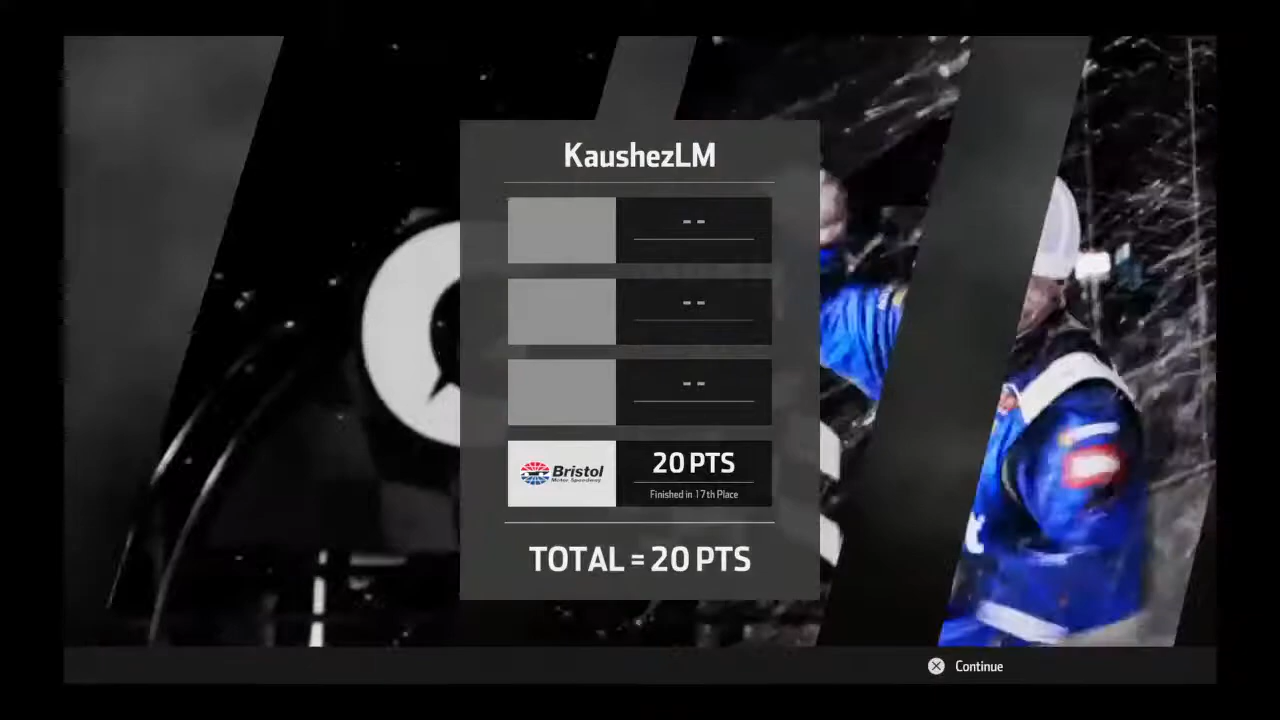 KaushezLM
--
--
--
Bristol
Motor Speedway
20 PTS
Finished in 17th Place
TOTAL = 20 PTS
Continue